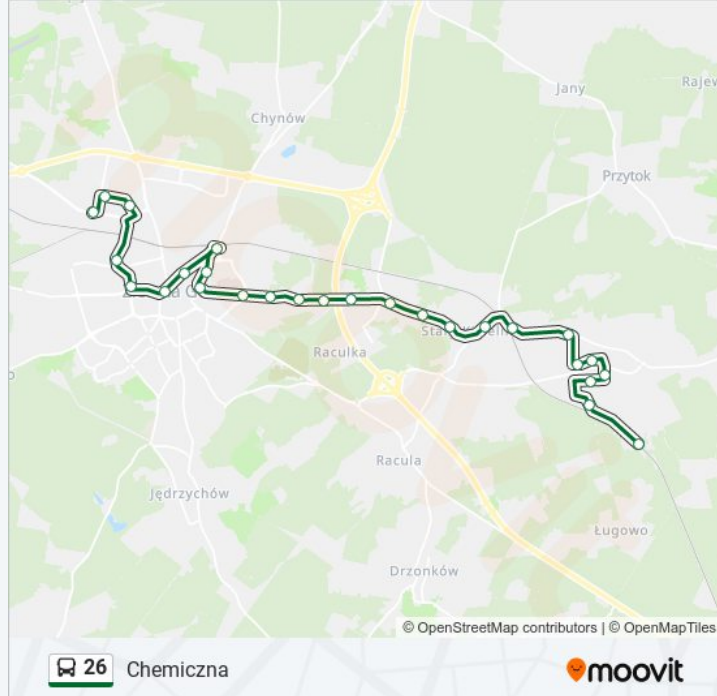 Jany
Rajew
Chynów
Przytok
Raculka
Racula
Jędrzychów
Ługowo
Drzonków
© OpenStreetMap contributors | © OpenMapTiles
26 Chemiczna
moovit